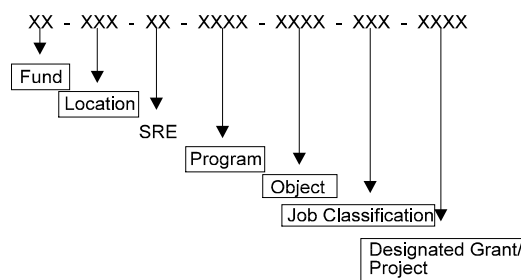 XX - XXX - XX - XXXX - XXXX - XXX - XXXX
Fund
Location
SRE
Program
Object
Job Classification
Designated Grant/
Project